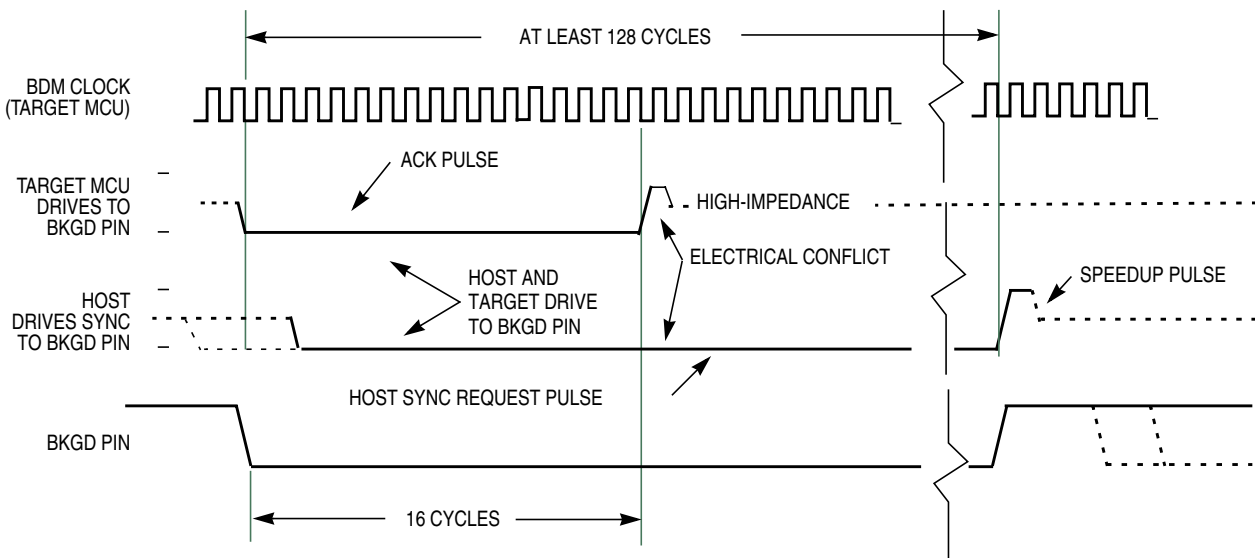 AT LEAST 128 CYCLES
BDM CLOCK
(TARGET MCU)
ACK PULSE
TARGET MCU
DRIVES TO
BKGD PIN
HIGH-IMPEDANCE
ELECTRICAL CONFLICT
HOST AND
TARGET DRIVE
TO BKGD PIN
SPEEDUP PULSE
HOST
DRIVES SYNC
TO BKGD PIN
HOST SYNC REQUEST PULSE
BKGD PIN
16 CYCLES